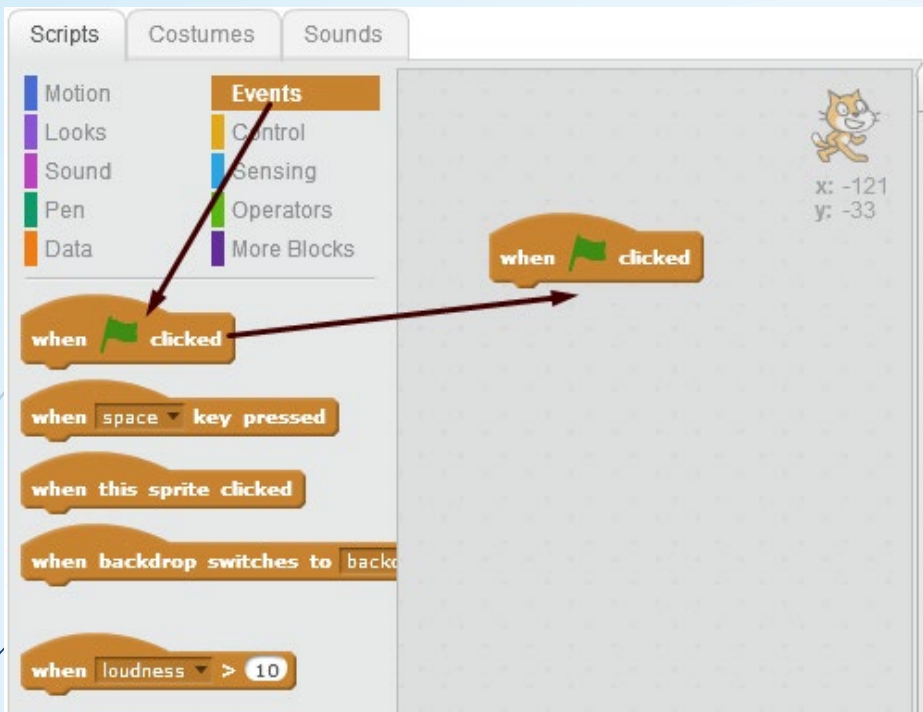 Scripts Costumes Sounds
Motion Events
Looks Control
Sound Sensing
Pen Operators
Data More Blocks
x: -121
y: -33
when clicked
when clicked
when space key pressed
when this sprite clicked
when backdrop switches to
when loudness > 10